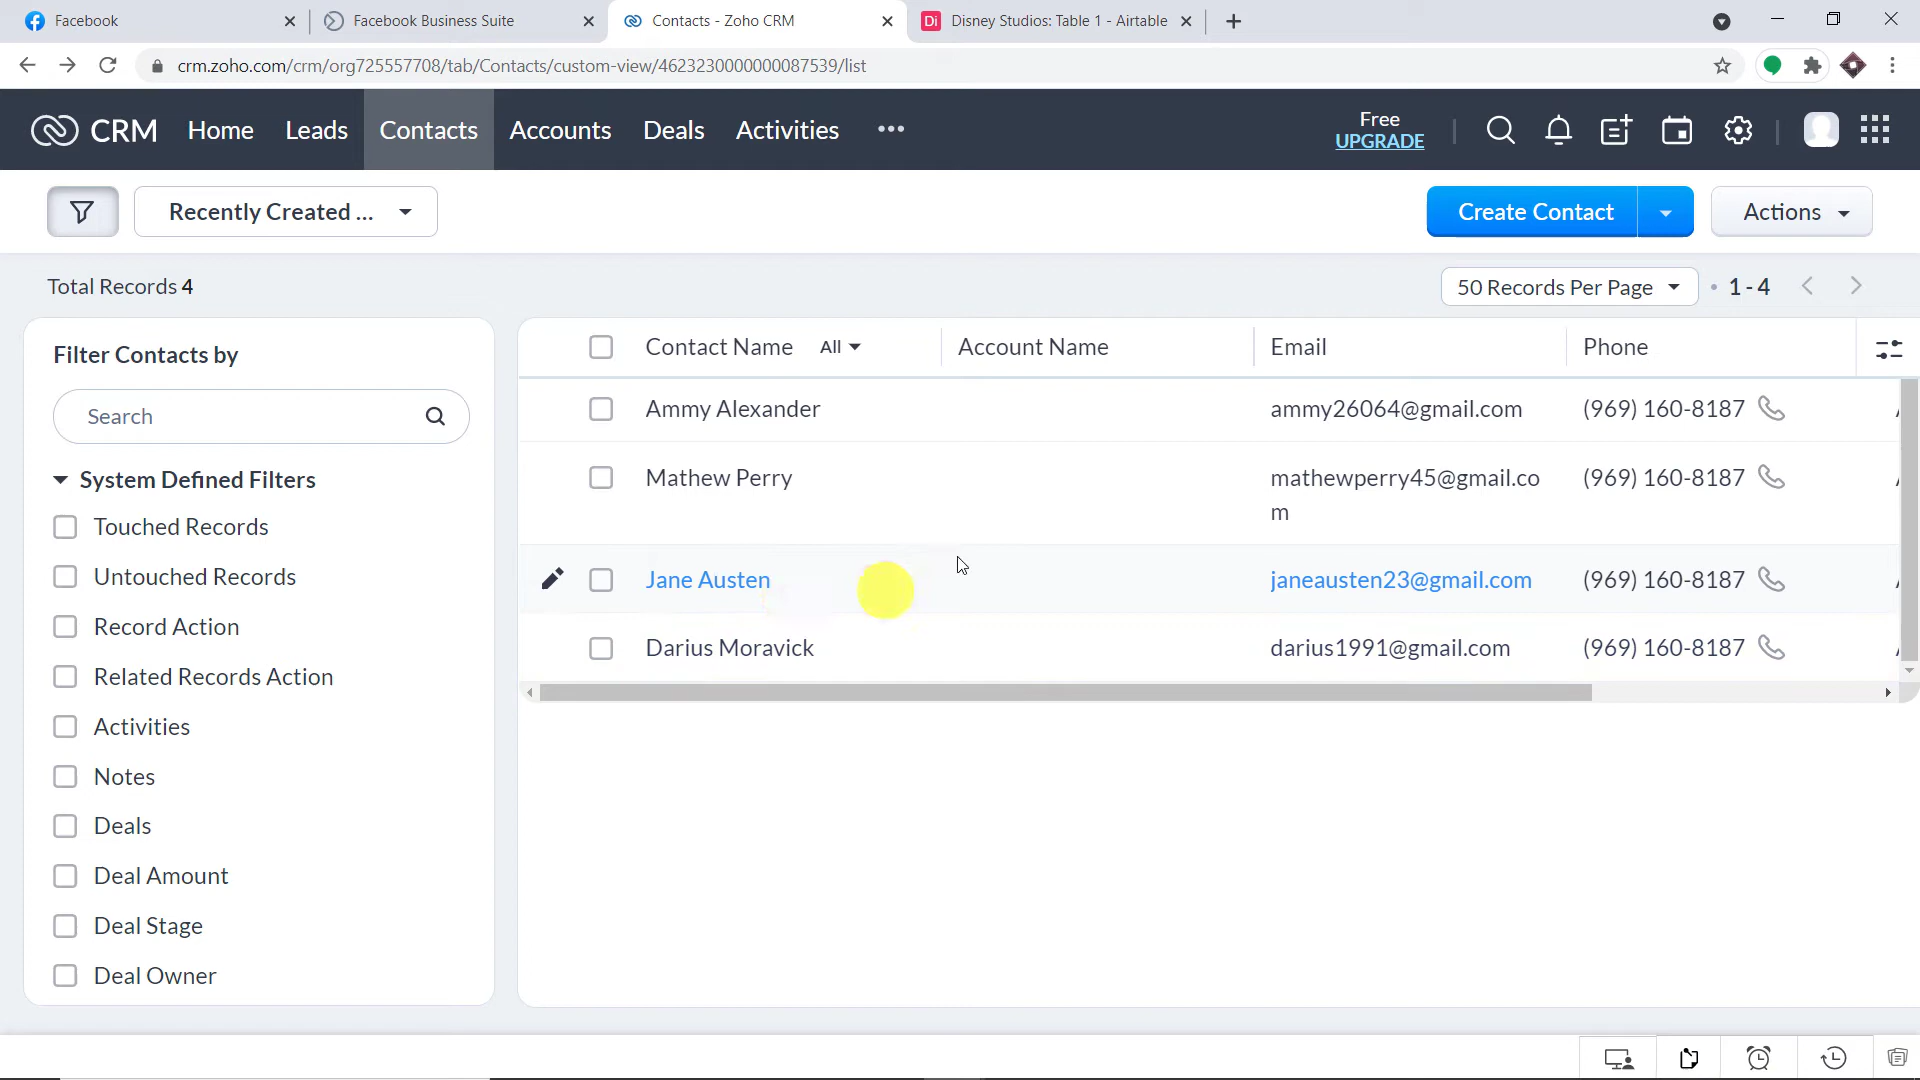 Facebook
Facebook Business Suite
Contacts - Zoho CRM
Di Disney Studios: Table 1 - Airtable
crm.zoho.com/crm/org725557708/tab/Contacts/custom-view/4623230000000087539/list
CRM Home Leads Contacts Accounts Deals Activities
Free
UPGRADE
Recently Created ...
Create Contact
Actions
Total Records 4
50 Records Per Page
1 - 4
Filter Contacts by
Search
System Defined Filters
Touched Records
Untouched Records
Record Action
Related Records Action
Activities
Notes
Deals
Deal Amount
Deal Stage
Deal Owner
Contact Name All Account Name Email Phone
Ammy Alexander ammy26064@gmail.com (969) 160-8187
Mathew Perry mathewperry45@gmail.co (969) 160-8187
m
Jane Austen janeausten23@gmail.com (969) 160-8187
Darius Moravick darius1991@gmail.com (969) 160-8187